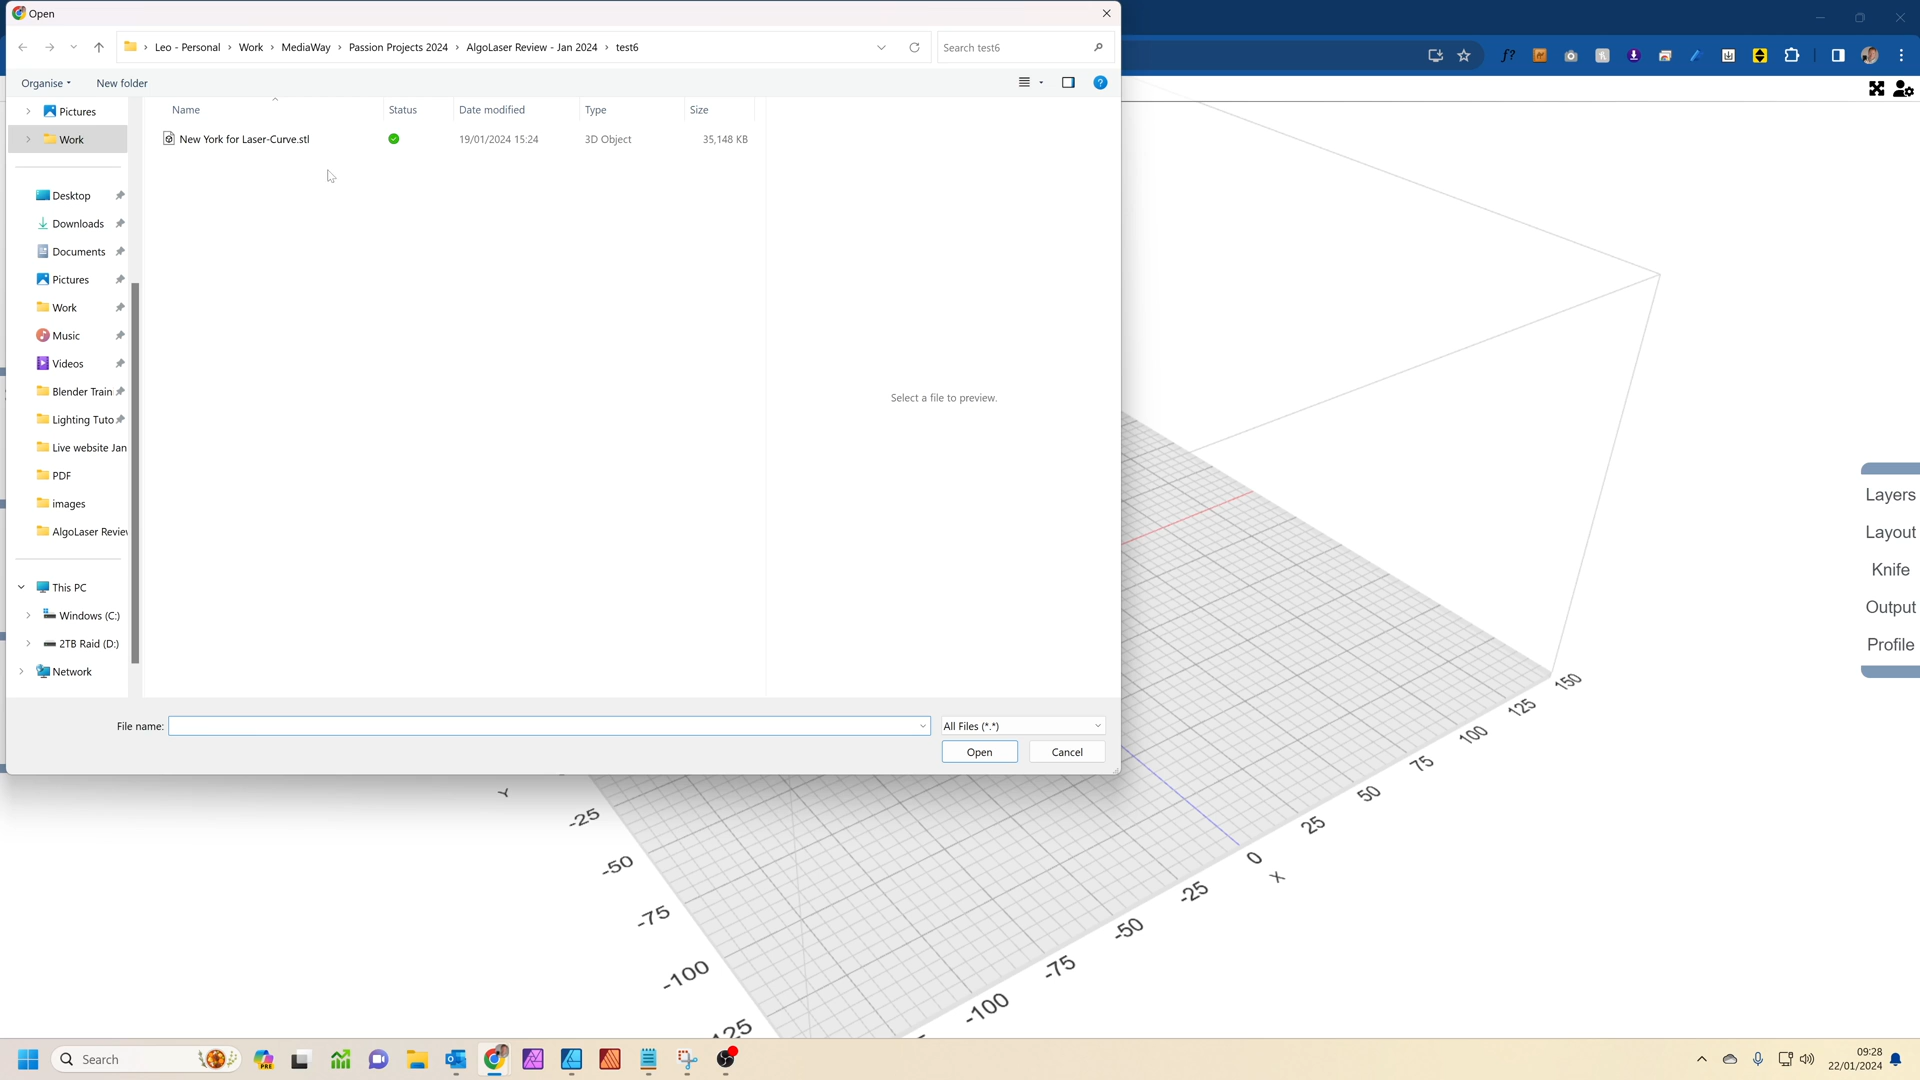 Open
Leo - Personal › Work › MediaWay › Passion Projects 2024 › AlgoLaser Review - Jan 2024 › test6
Search test6
Organise
New folder
Name
Status
Date modified
Type
Size
New York for Laser-Curve.stl
19/01/2024 15:24
3D Object
35,148 KB
Pictures
Work
Desktop
Downloads
Documents
Pictures
Work
Music
Videos
Blender Train
Lighting Tuto
Live website Jan
PDF
images
AlgoLaser Review
This PC
Windows (C:)
2TB Raid (D:)
Network
Select a file to preview.
File name:
All Files (*.*)
Open
Cancel
Layers
Layout
Knife
Output
Profile
150
125
100
75
50
25
0
X
-25
-50
-75
-100
Y
-25
-50
-75
-100
Search
PRE
09:28
22/01/2024